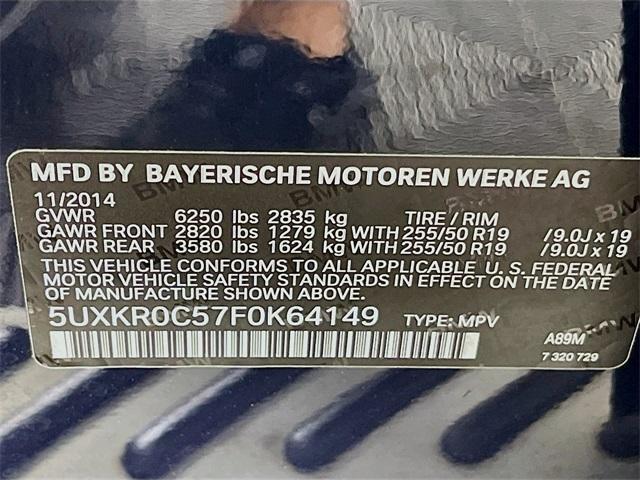 MFD BY BAYERISCHE MOTOREN WERKE AG
11/2014
GVWR 6250 lbs 2835 kg TIRE / RIM
GAWR FRONT 2820 lbs 1279 kg WITH 255/50 R19 /9.0J x 19
GAWR REAR 3580 lbs 1624 kg WITH 255/50 R19 /9.0J x 19
THIS VEHICLE CONFORMS TO ALL APPLICABLE U. S. FEDERAL
MOTOR VEHICLE SAFETY STANDARDS IN EFFECT ON THE DATE
OF MANUFACTURE SHOWN ABOVE.
5UXKR0C57F0K64149 TYPE: MPV
A89M
7 320 729